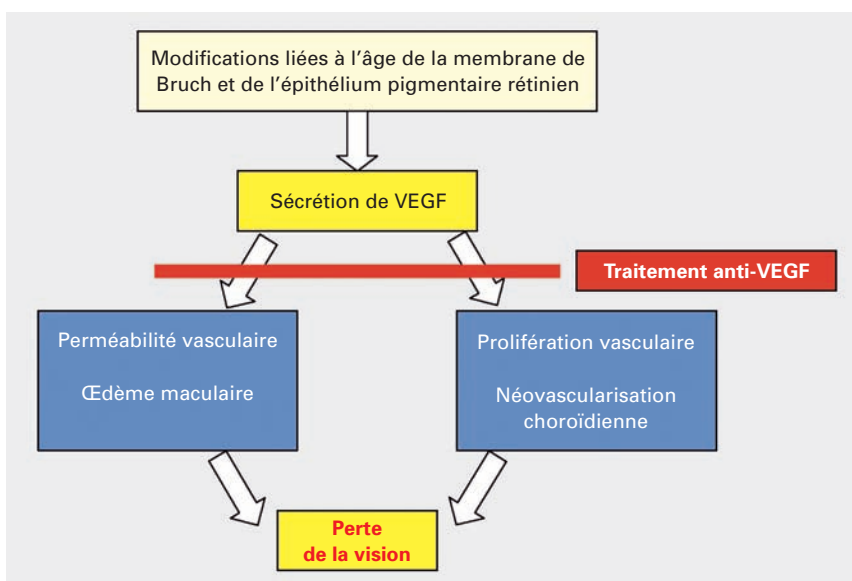 Modifications liées à l’âge de la membrane de
Bruch et de l’épithélium pigmentaire rétinien
Sécrétion de VEGF
Traitement anti-VEGF
Perméabilité vasculaire
Œdème maculaire
Prolifération vasculaire
Néovascularisation
choroïdienne
Perte
de la vision